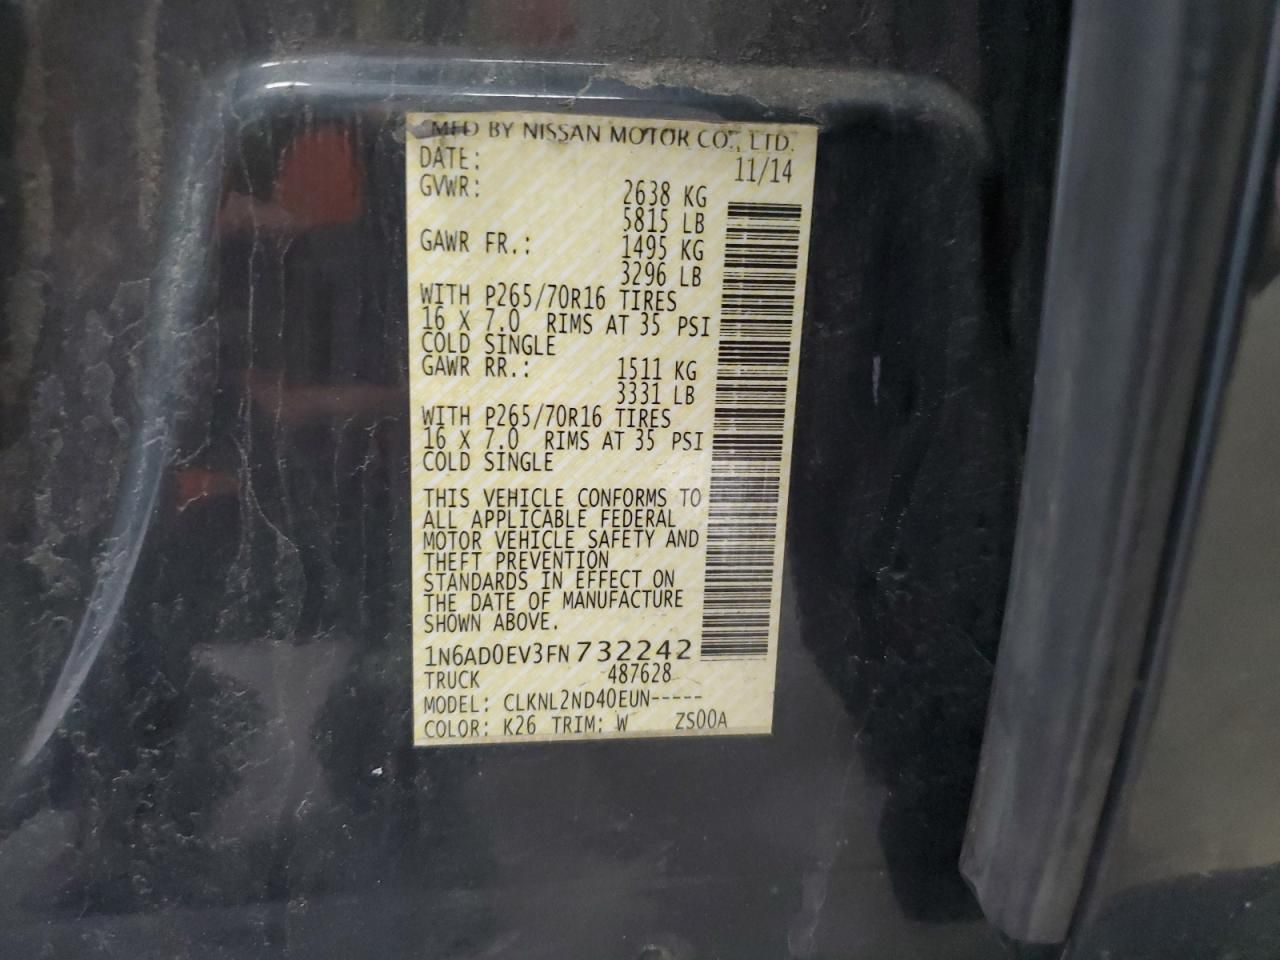 MFD BY NISSAN MOTOR CO., LTD.
DATE: 11/14
GVWR: 2638 KG
5815 LB
GAWR FR.: 1495 KG
3296 LB
WITH P265/70R16 TIRES
16 X 7.0 RIMS AT 35 PSI
COLD SINGLE
GAWR RR.: 1511 KG
3331 LB
WITH P265/70R16 TIRES
16 X 7.0 RIMS AT 35 PSI
COLD SINGLE
THIS VEHICLE CONFORMS TO
ALL APPLICABLE FEDERAL
MOTOR VEHICLE SAFETY AND
THEFT PREVENTION
STANDARDS IN EFFECT ON
THE DATE OF MANUFACTURE
SHOWN ABOVE.
1N6AD0EV3FN732242
TRUCK 487628
MODEL: CLKNL2ND40EUN-----
COLOR: K26 TRIM: W ZS00A